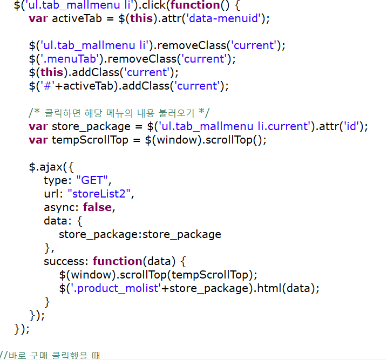 $('ul.tab_mallmenu li').click(function() {
var activeTab = $(this).attr('data-menuid');
$('ul.tab_mallmenu li').removeClass('current');
$('.menuTab').removeClass('current');
$(this).addClass('current');
$('#'+activeTab).addClass('current');
/* 클릭하면 해당 메뉴의 내용 불러오기 */
var store_package = $('ul.tab_mallmenu li.current').attr('id');
var tempScrollTop = $(window).scrollTop();
$.ajax({
type: "GET",
url: "storeList2",
async: false,
data: {
store_package:store_package
},
success: function(data) {
$(window).scrollTop(tempScrollTop);
$('.product_molist'+store_package).html(data);
}
});
});
//바로 구매 클릭했을 때